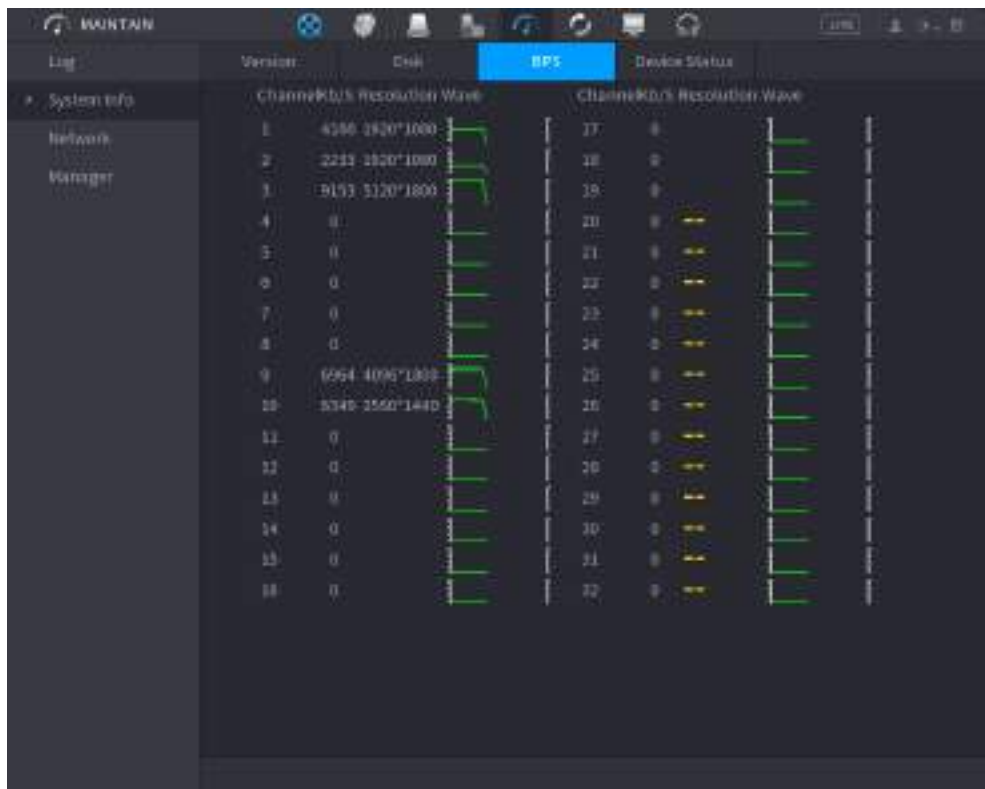 MAINTAIN LIVE
Log Version Disk BPS Device Status
System Info
Network
Manager
Channel Kb/S Resolution Wave Channel Kb/S Resolution Wave
1 1920*1080 17 0
2 2233 1920*1080 18 0
3 9153 5120*1800 19 0
4 0 20 0 --
5 0 21 0 --
6 0 22 0 --
7 0 23 0 --
8 0 24 0 --
9 6964 4096*1800 25 0 --
10 2560*1440 26 0 --
11 0 27 0 --
12 0 28 0 --
13 0 29 0 --
14 0 30 0 --
15 0 31 0 --
16 0 32 0 --